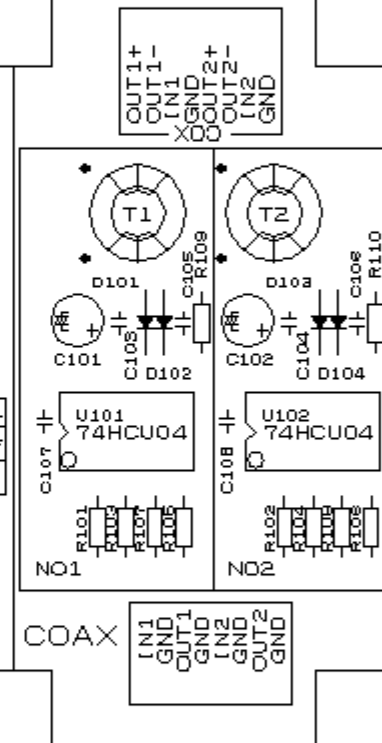 OUT1+
OUT1-
IN1
GND
OUT2+
OUT2-
IN2
GND
XOO
T1
T2
D101
C105
R109
D103
C106
R110
C101
C103
D102
C102
C104
D104
U101
74HCU04
C107
U102
74HCU04
C108
R101
R103
R107
R105
R102
R104
R106
NO1
NO2
COAX
IN1
GND
OUT1
GND
IN2
GND
OUT2
GND